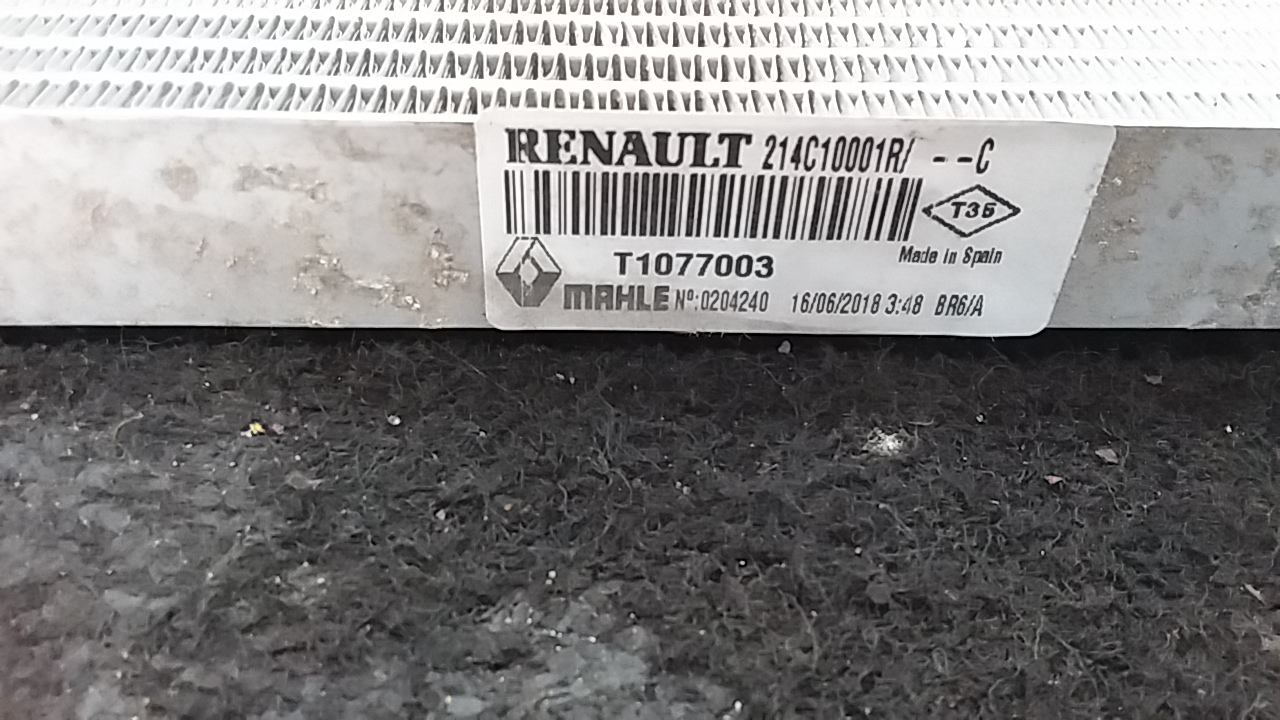 RENAULT 214C10001R/ --C
T35
Made in Spain
T1077003
MAHLE Nº:0204240 16/06/2018 3:48 BR6/A